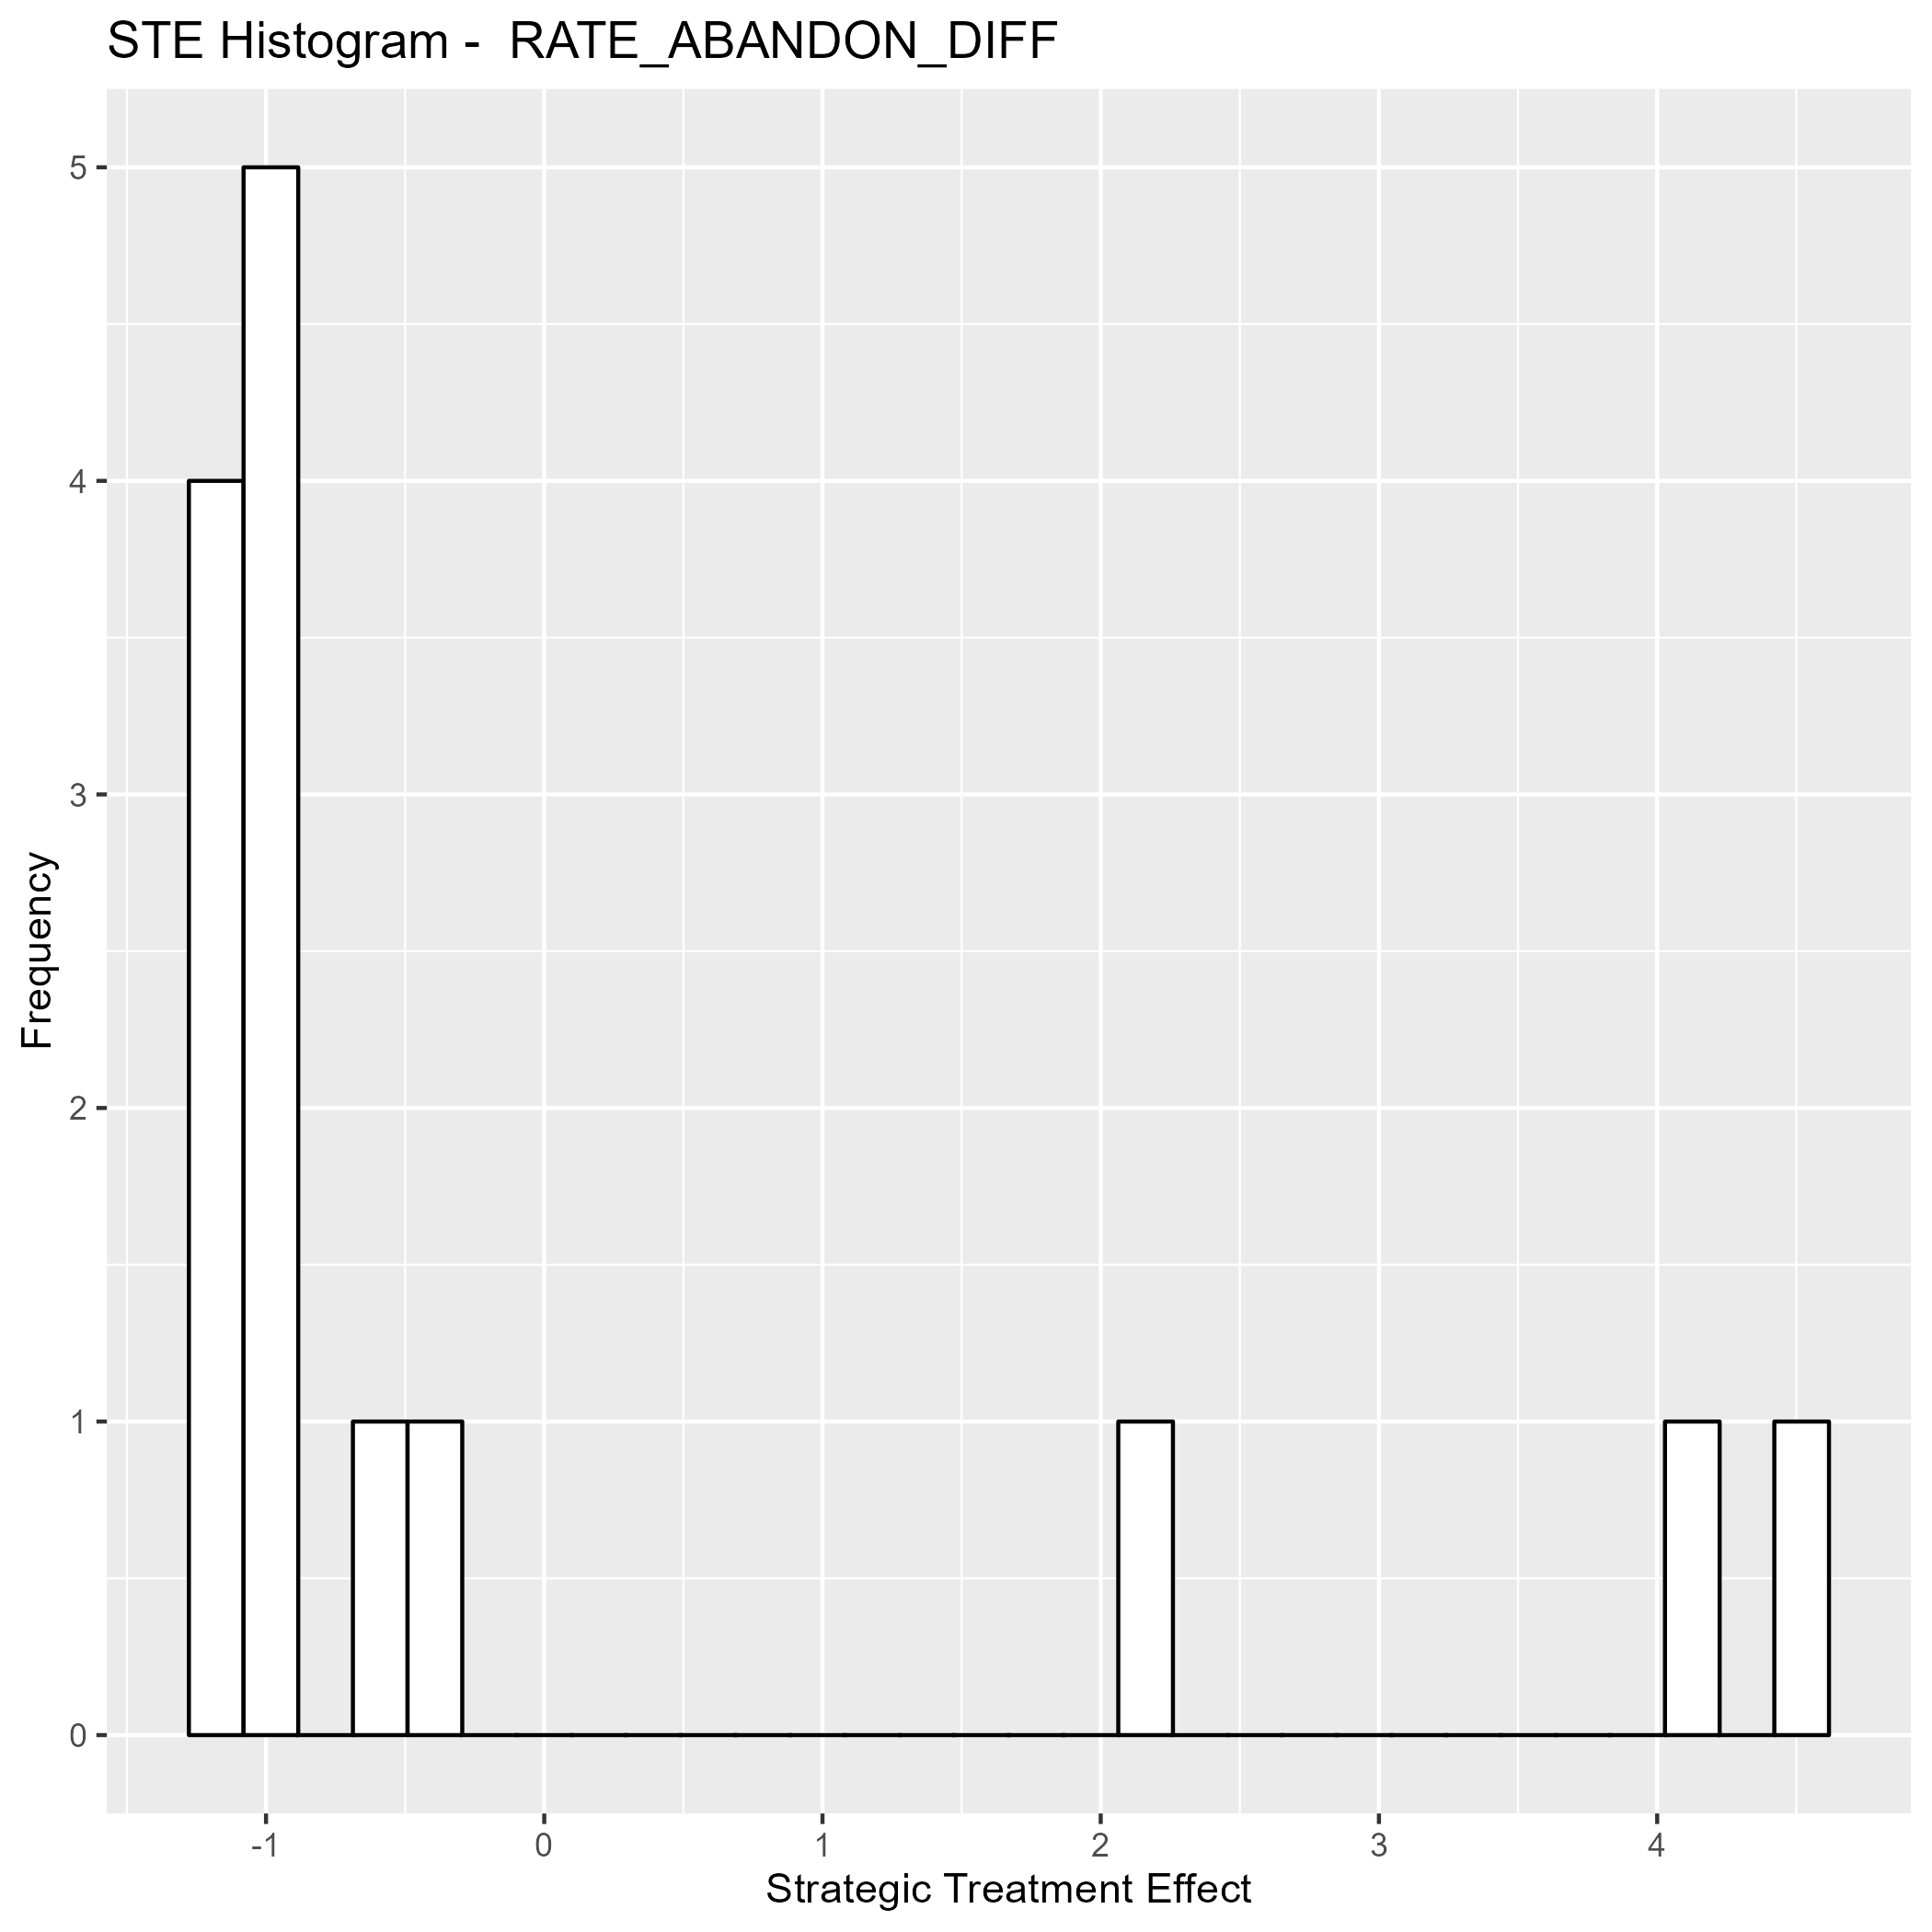 STE Histogram -  RATE_ABANDON_DIFF
Frequency
5
4
3
2
1
0
-1 0 1 2 3 4
Strategic Treatment Effect